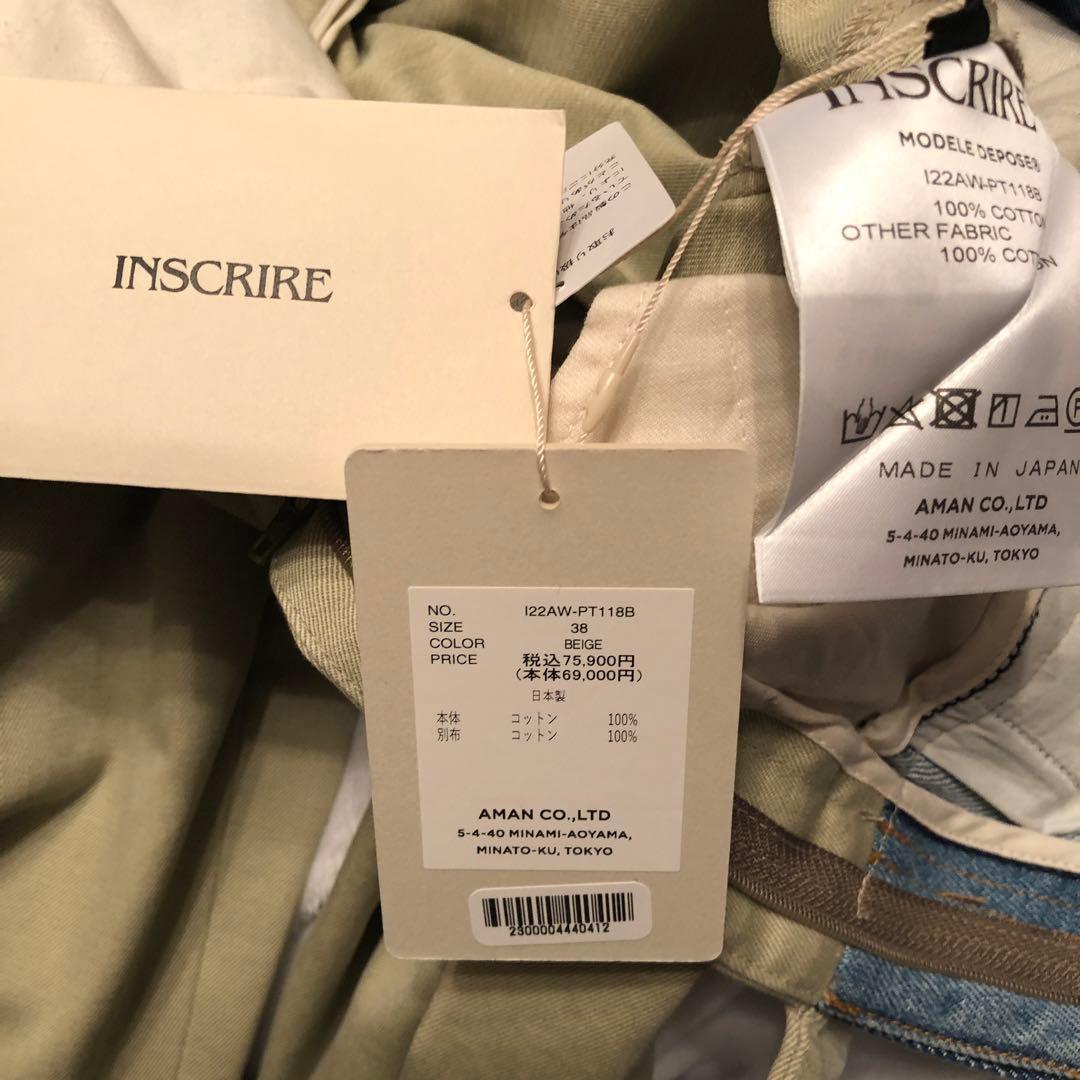 INSCRIRE
INSCRIRE
MODELE DEPOSE®
I22AW-PT118B
100% COTTON
OTHER FABRIC
100% COTTON
MADE IN JAPAN
AMAN CO.,LTD
5-4-40 MINAMI-AOYAMA,
MINATO-KU, TOKYO
NO. I22AW-PT118B
SIZE 38
COLOR BEIGE
PRICE 税込75,900円
(本体69,000円)
日本製
本体 コットン 100%
別布 コットン 100%
AMAN CO.,LTD
5-4-40 MINAMI-AOYAMA,
MINATO-KU, TOKYO
2300004440412